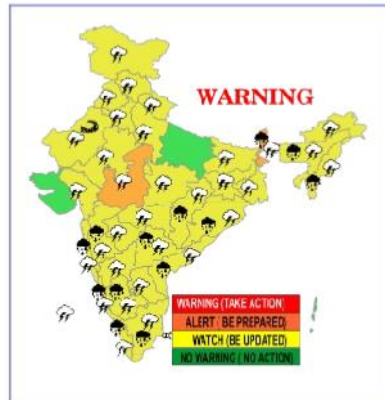 WARNING
WARNING (TAKE ACTION)
ALERT ( BE PREPARED)
WATCH (BE UPDATED)
NO WARNING ( NO ACTION)